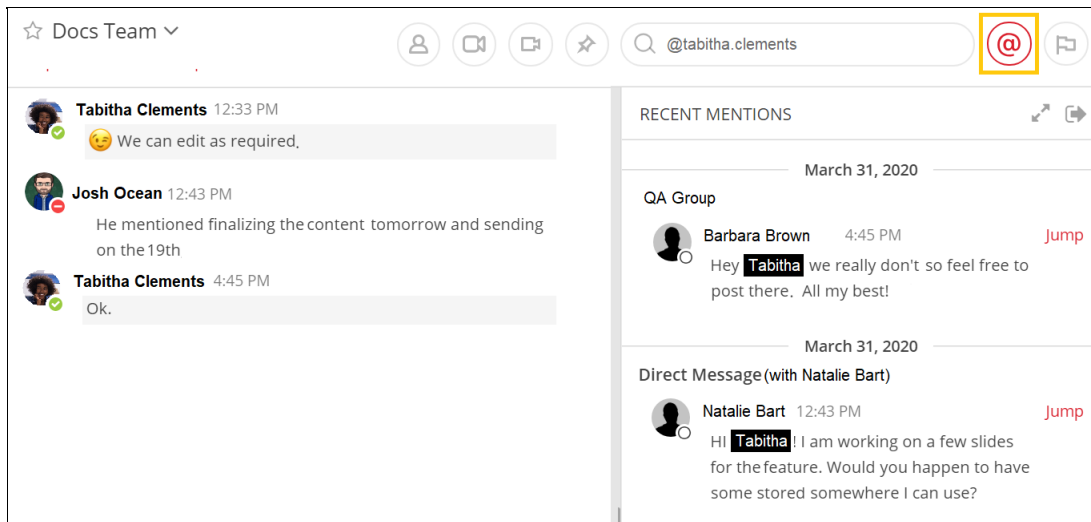 Docs Team
@tabitha.clements
@
Tabitha Clements 12:33 PM
We can edit as required.
Josh Ocean 12:43 PM
He mentioned finalizing the content tomorrow and sending
on the 19th
Tabitha Clements 4:45 PM
Ok.
RECENT MENTIONS
March 31, 2020
QA Group
Barbara Brown 4:45 PM Jump
Hey Tabitha we really don't so feel free to
post there. All my best!
March 31, 2020
Direct Message (with Natalie Bart)
Natalie Bart 12:43 PM Jump
HI Tabitha! I am working on a few slides
for the feature. Would you happen to have
some stored somewhere I can use?